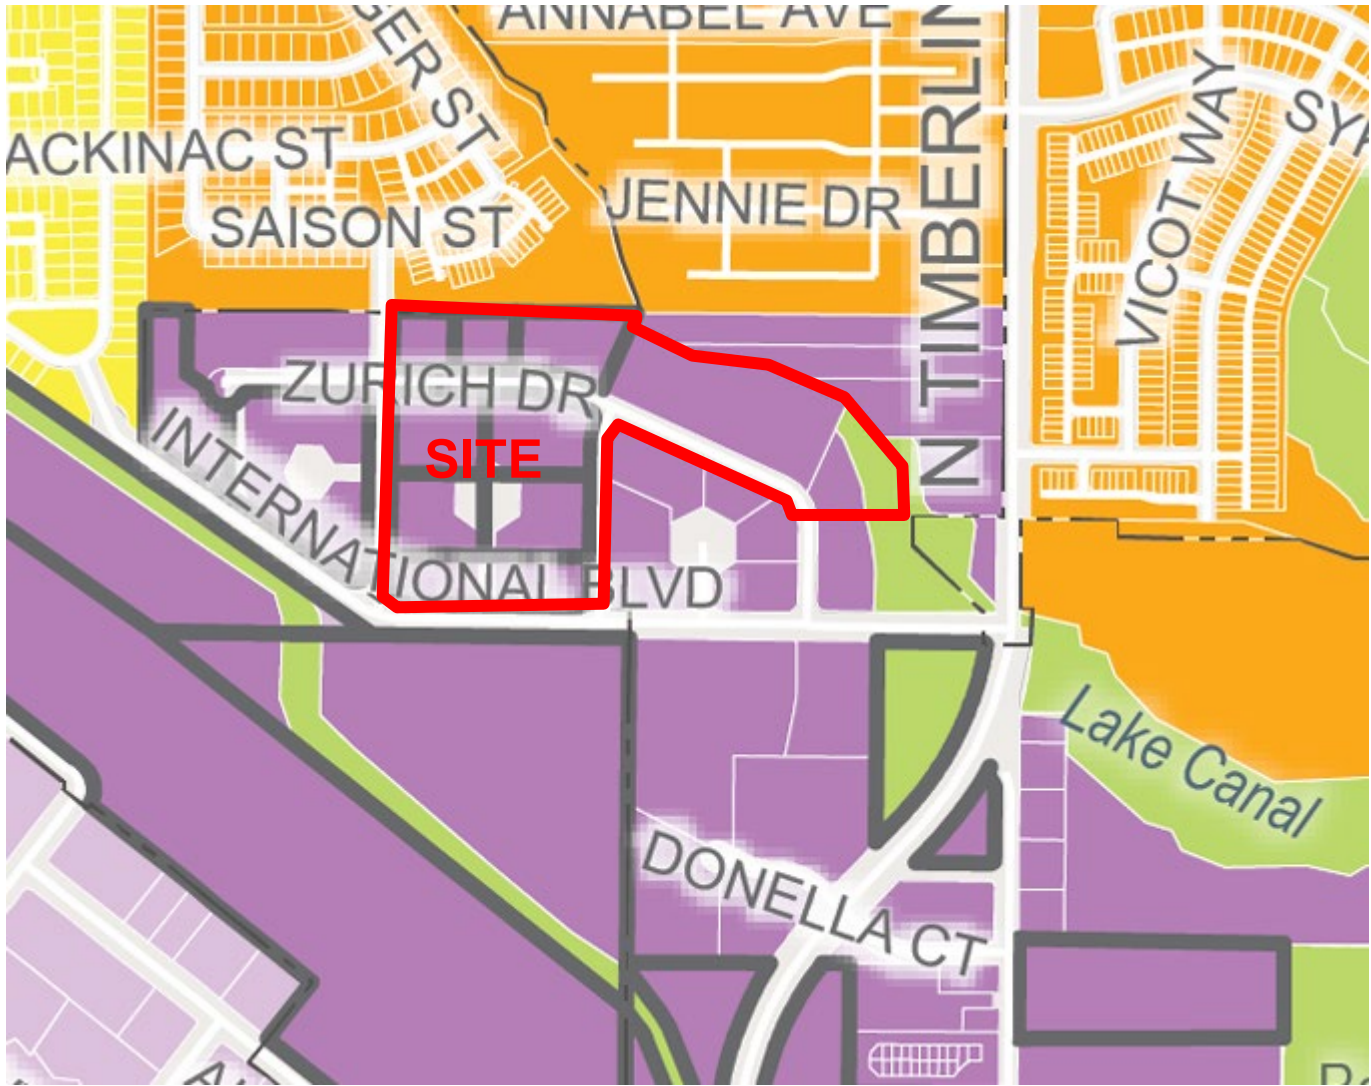 ANNABEL AVE
GER ST
N TIMBERLIN
ACKINAC ST
SAISON ST
JENNIE DR
VICOT WAY
ZURICH DR
SITE
INTERNATIONAL BLVD
Lake Canal
DONELLA CT